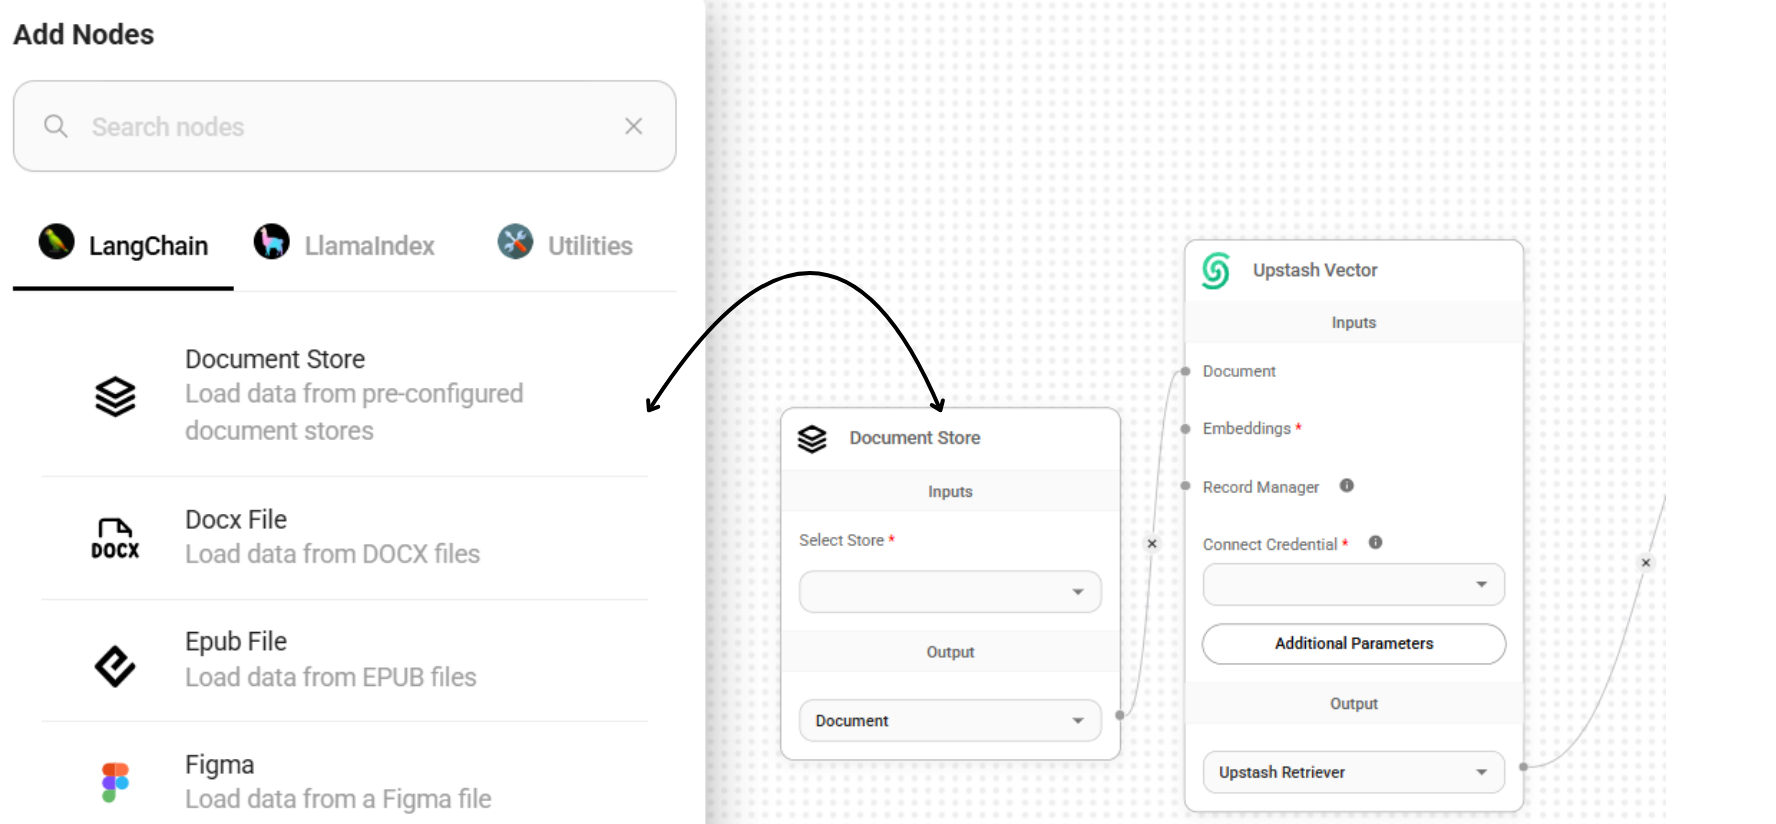 Add Nodes
Search nodes
LangChain
LlamaIndex
Utilities
Document Store
Load data from pre-configured
document stores
DOCX
Docx File
Load data from DOCX files
Epub File
Load data from EPUB files
Figma
Load data from a Figma file
Document Store
Inputs
Select Store *
Output
Document
Upstash Vector
Inputs
Document
Embeddings *
Record Manager
Connect Credential *
Additional Parameters
Output
Upstash Retriever